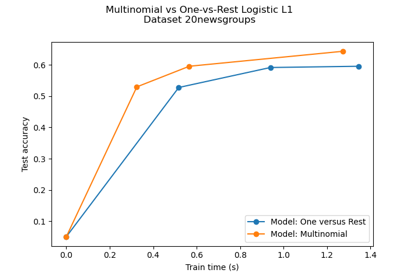 Multinomial vs One-vs-Rest Logistic L1
Dataset 20newsgroups
0.6
0.5
0.4
0.3
0.2
0.1
Test accuracy
Model: One versus Rest
Model: Multinomial
0.0 0.2 0.4 0.6 0.8 1.0 1.2 1.4
Train time (s)